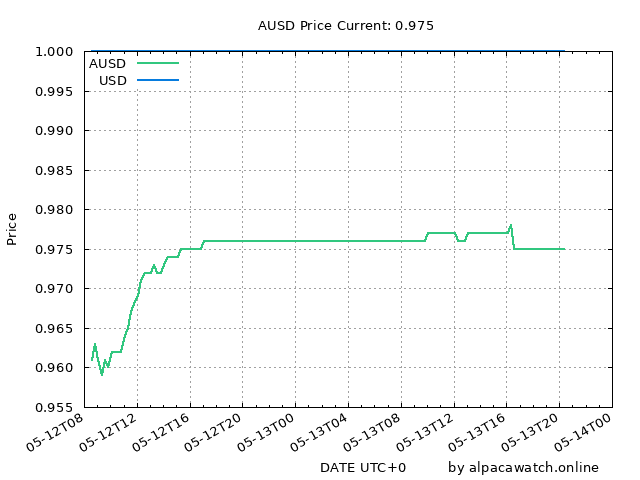 AUSD Price Current: 0.975
1.000
0.995
0.990
0.985
0.980
0.975
0.970
0.965
0.960
0.955
Price
AUSD
USD
05-12T08
05-12T12
05-12T16
05-12T20
05-13T00
05-13T04
05-13T08
05-13T12
05-13T16
05-13T20
05-14T00
DATE UTC+0
by alpacawatch.online